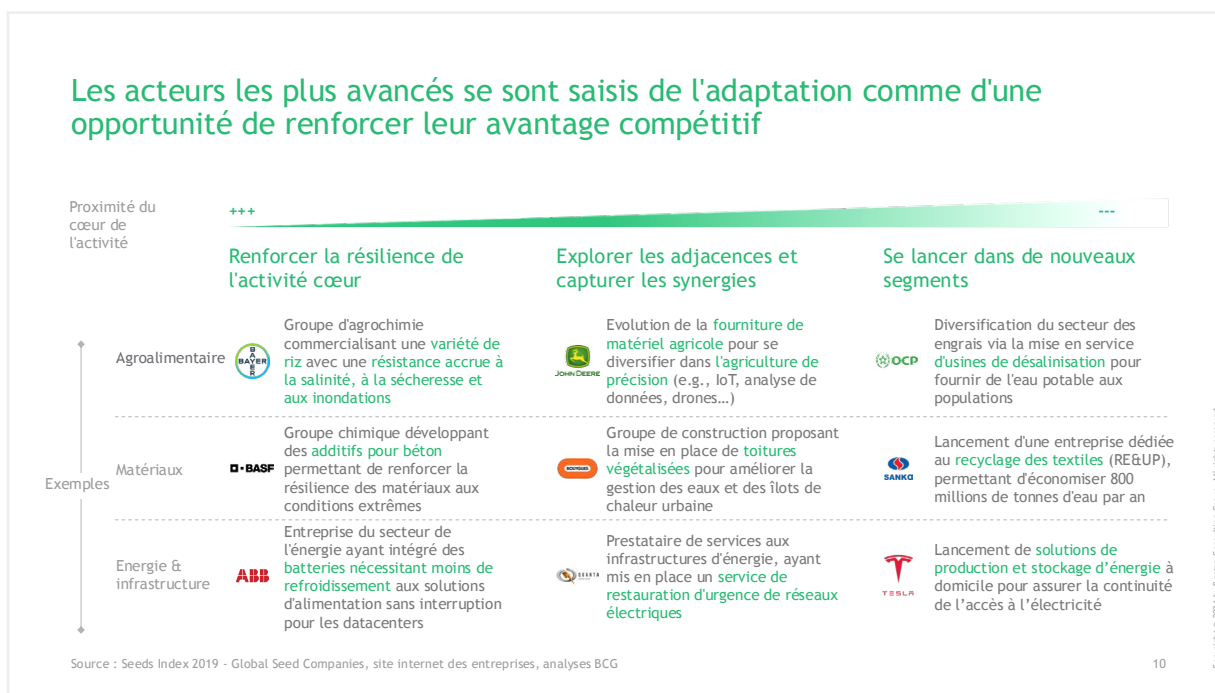 Les acteurs les plus avancés se sont saisis de l'adaptation comme d'une
opportunité de renforcer leur avantage compétitif
Proximité du
cœur de
l'activité
+++
---
Renforcer la résilience de
l'activité cœur
Explorer les adjacences et
capturer les synergies
Se lancer dans de nouveaux
segments
Exemples
Agroalimentaire
BAYER
BAYER
Groupe d'agrochimie
commercialisant une variété de
riz avec une résistance accrue à
la salinité, à la sécheresse et
aux inondations
JOHN DEERE
Evolution de la fourniture de
matériel agricole pour se
diversifier dans l'agriculture de
précision (e.g., IoT, analyse de
données, drones…)
OCP
Diversification du secteur des
engrais via la mise en service
d'usines de désalinisation pour
fournir de l'eau potable aux
populations
Matériaux
BASF
Groupe chimique développant
des additifs pour béton
permettant de renforcer la
résilience des matériaux aux
conditions extrêmes
BOUYGUES
Groupe de construction proposant
la mise en place de toitures
végétalisées pour améliorer la
gestion des eaux et des îlots de
chaleur urbaine
SANKO
Lancement d'une entreprise dédiée
au recyclage des textiles (RE&UP),
permettant d'économiser 800
millions de tonnes d'eau par an
Energie &
infrastructure
ABB
Entreprise du secteur de
l'énergie ayant intégré des
batteries nécessitant moins de
refroidissement aux solutions
d'alimentation sans interruption
pour les datacenters
QUANTA
Prestataire de services aux
infrastructures d'énergie, ayant
mis en place un service de
restauration d'urgence de réseaux
électriques
TESLA
Lancement de solutions de
production et stockage d’énergie à
domicile pour assurer la continuité
de l’accès à l’électricité
Source : Seeds Index 2019 - Global Seed Companies, site internet des entreprises, analyses BCG
10